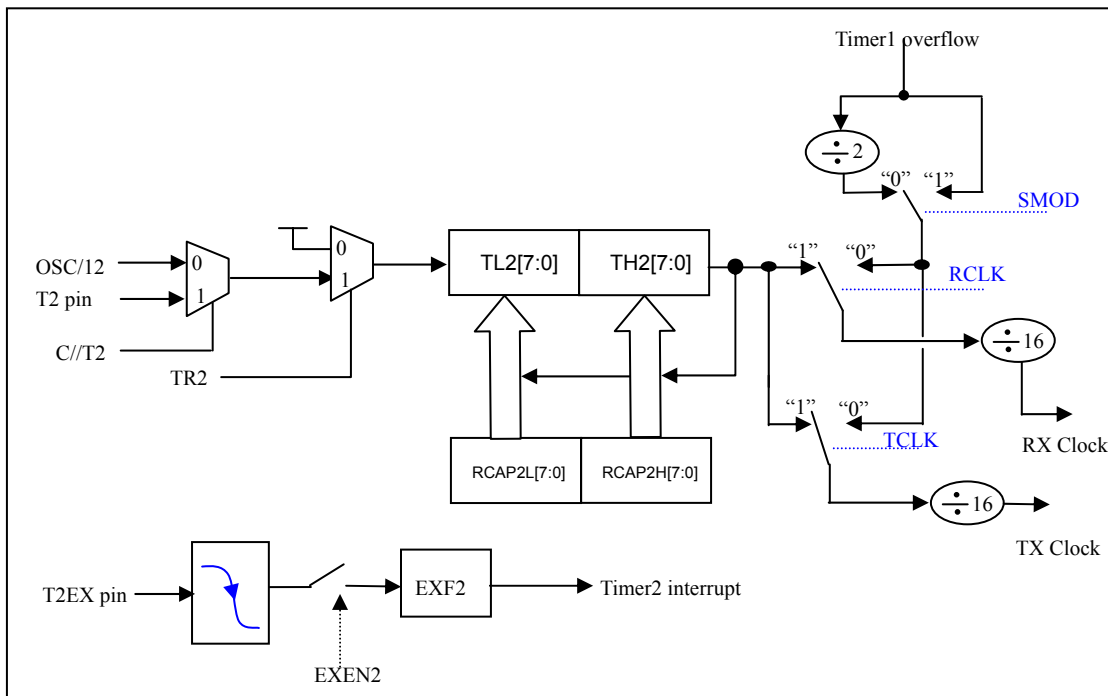 Timer1 overflow
÷ 2
“0” “1”
SMOD
OSC/12
0
0
TL2[7:0]
TH2[7:0]
“1” “0”
T2 pin
1
1
RCLK
C//T2
÷ 16
TR2
“1” “0”
RX Clock
TCLK
RCAP2L[7:0]
RCAP2H[7:0]
÷ 16
TX Clock
T2EX pin
EXF2
Timer2 interrupt
EXEN2